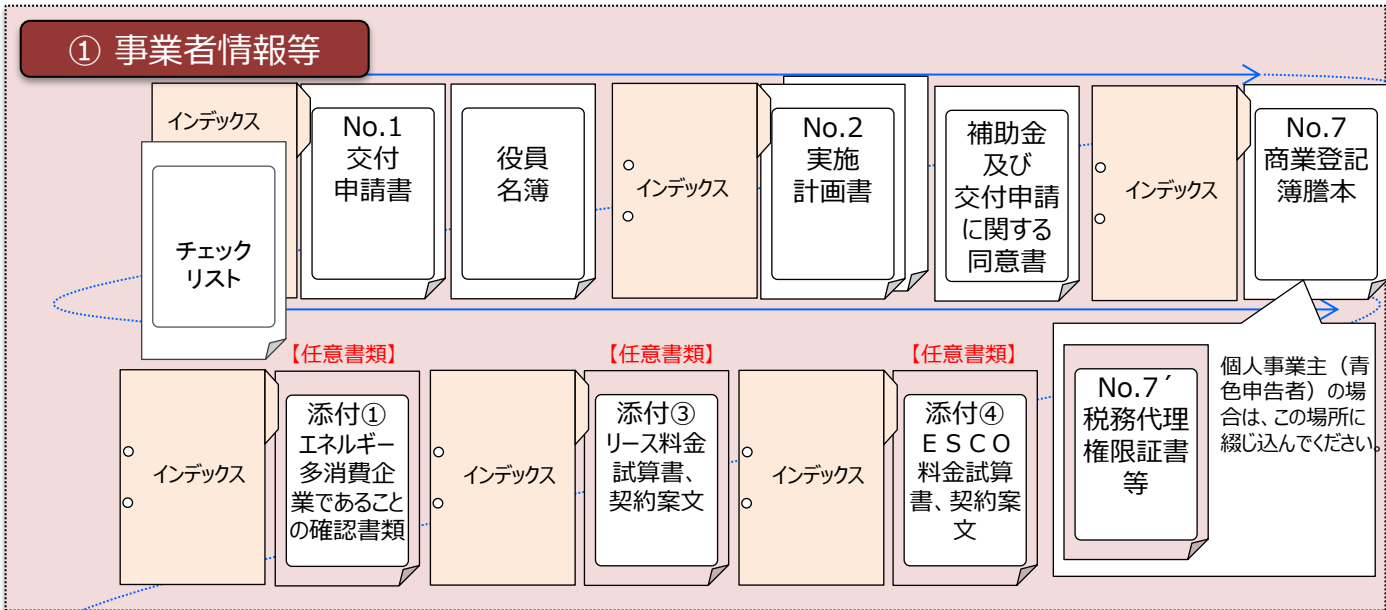 ① 事業者情報等
インデックス
チェック
リスト
No.1
交付
申請書
役員
名簿
インデックス
No.2
実施
計画書
補助金
及び
交付申請
に関する
同意書
インデックス
No.7
商業登記
簿謄本
インデックス
【任意書類】
添付①
エネルギー
多消費企
業であること
の確認書類
インデックス
【任意書類】
添付③
リース料金
試算書、
契約案文
インデックス
【任意書類】
添付④
ＥＳＣＯ
料金試算
書、契約案
文
No.7´
税務代理
権限証書
等
個人事業主（青
色申告者）の場
合は、この場所に
綴じ込んでください。